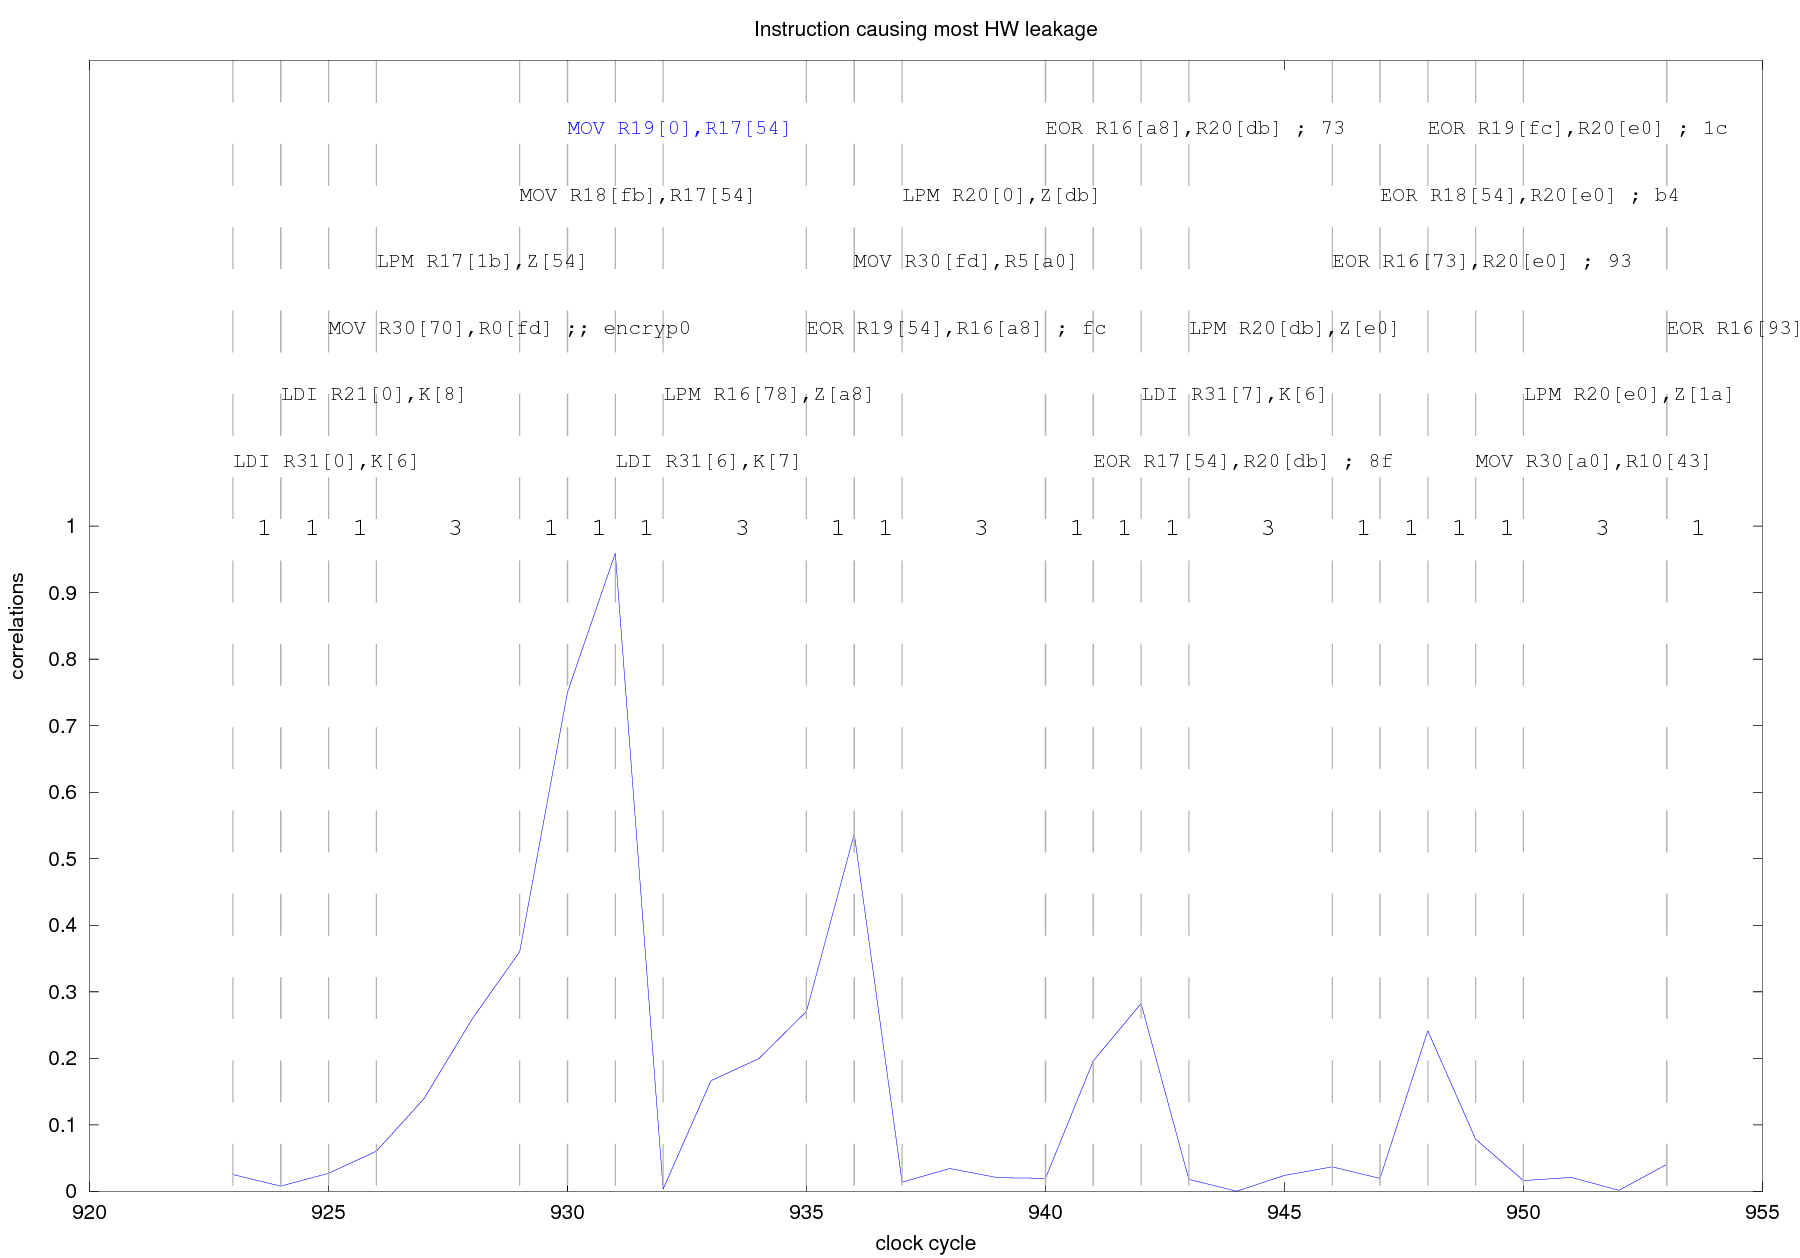 Instruction causing most HW leakage
MOV R19[0],R17[54] EOR R16[a8],R20[db] ; 73 EOR R19[fc],R20[e0] ; 1c
MOV R18[fb],R17[54] LPM R20[0],Z[db] EOR R18[54],R20[e0] ; b4
LPM R17[1b],Z[54] MOV R30[fd],R5[a0] EOR R16[73],R20[e0] ; 93
MOV R30[70],R0[fd] ;; encryp0 EOR R19[54],R16[a8] ; fc LPM R20[db],Z[e0] EOR R16[93]
LDI R21[0],K[8] LPM R16[78],Z[a8] LDI R31[7],K[6] LPM R20[e0],Z[1a]
LDI R31[0],K[6] LDI R31[6],K[7] EOR R17[54],R20[db] ; 8f MOV R30[a0],R10[43]
1 1 1 1 3 1 1 1 3 1 1 3 1 1 1 3 1 1 1 1 3 1
0.9
0.8
0.7
0.6
0.5
0.4
0.3
0.2
0.1
0
correlations
920 925 930 935 940 945 950 955
clock cycle